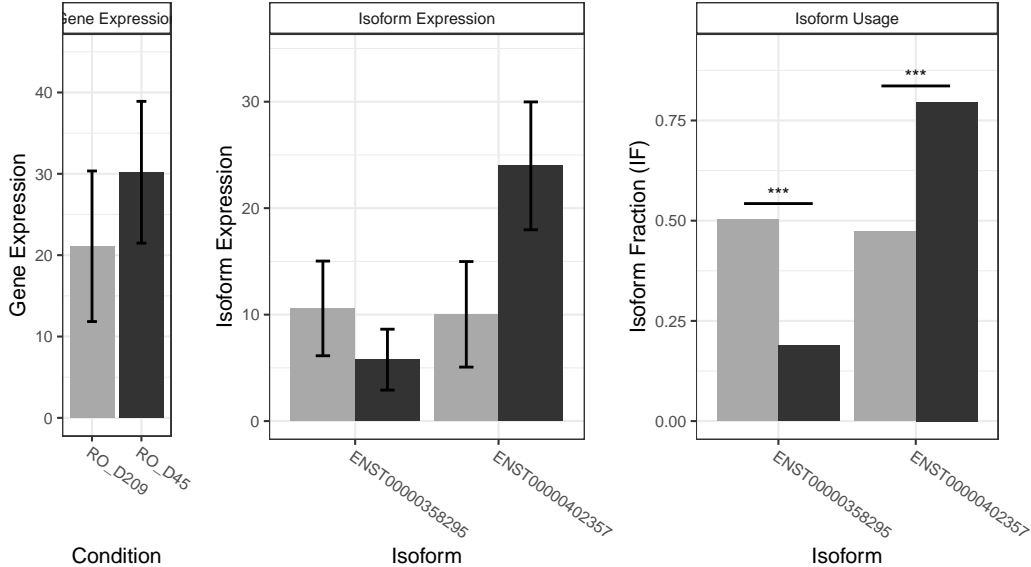 Gene Expression
Isoform Expression
Isoform Usage
Gene Expression
40
30
20
10
0
RO_D209
RO_D45
Condition
Isoform Expression
30
20
10
0
ENST00000358295
ENST00000402357
Isoform
Isoform Fraction (IF)
0.75
0.50
0.25
0.00
***
***
ENST00000358295
ENST00000402357
Isoform